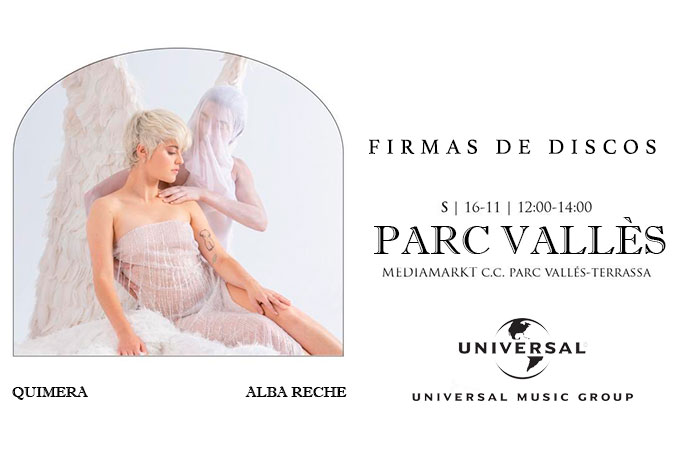 FIRMAS DE DISCOS
S | 16-11 | 12:00-14:00
PARC VALLÈS
MEDIAMARKT C.C. PARC VALLÉS-TERRASSA
UNIVERSAL
UNIVERSAL MUSIC GROUP
QUIMERA ALBA RECHE